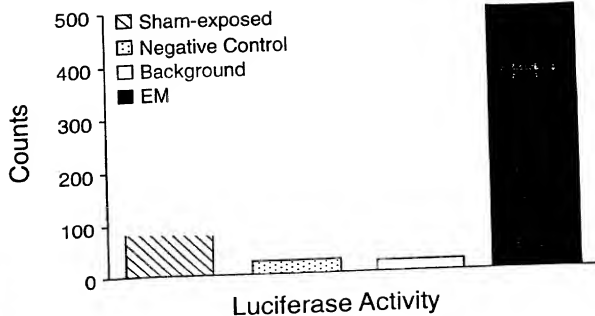 500
400
300
200
100
0
Counts
Sham-exposed
Negative Control
Background
EM
Luciferase Activity